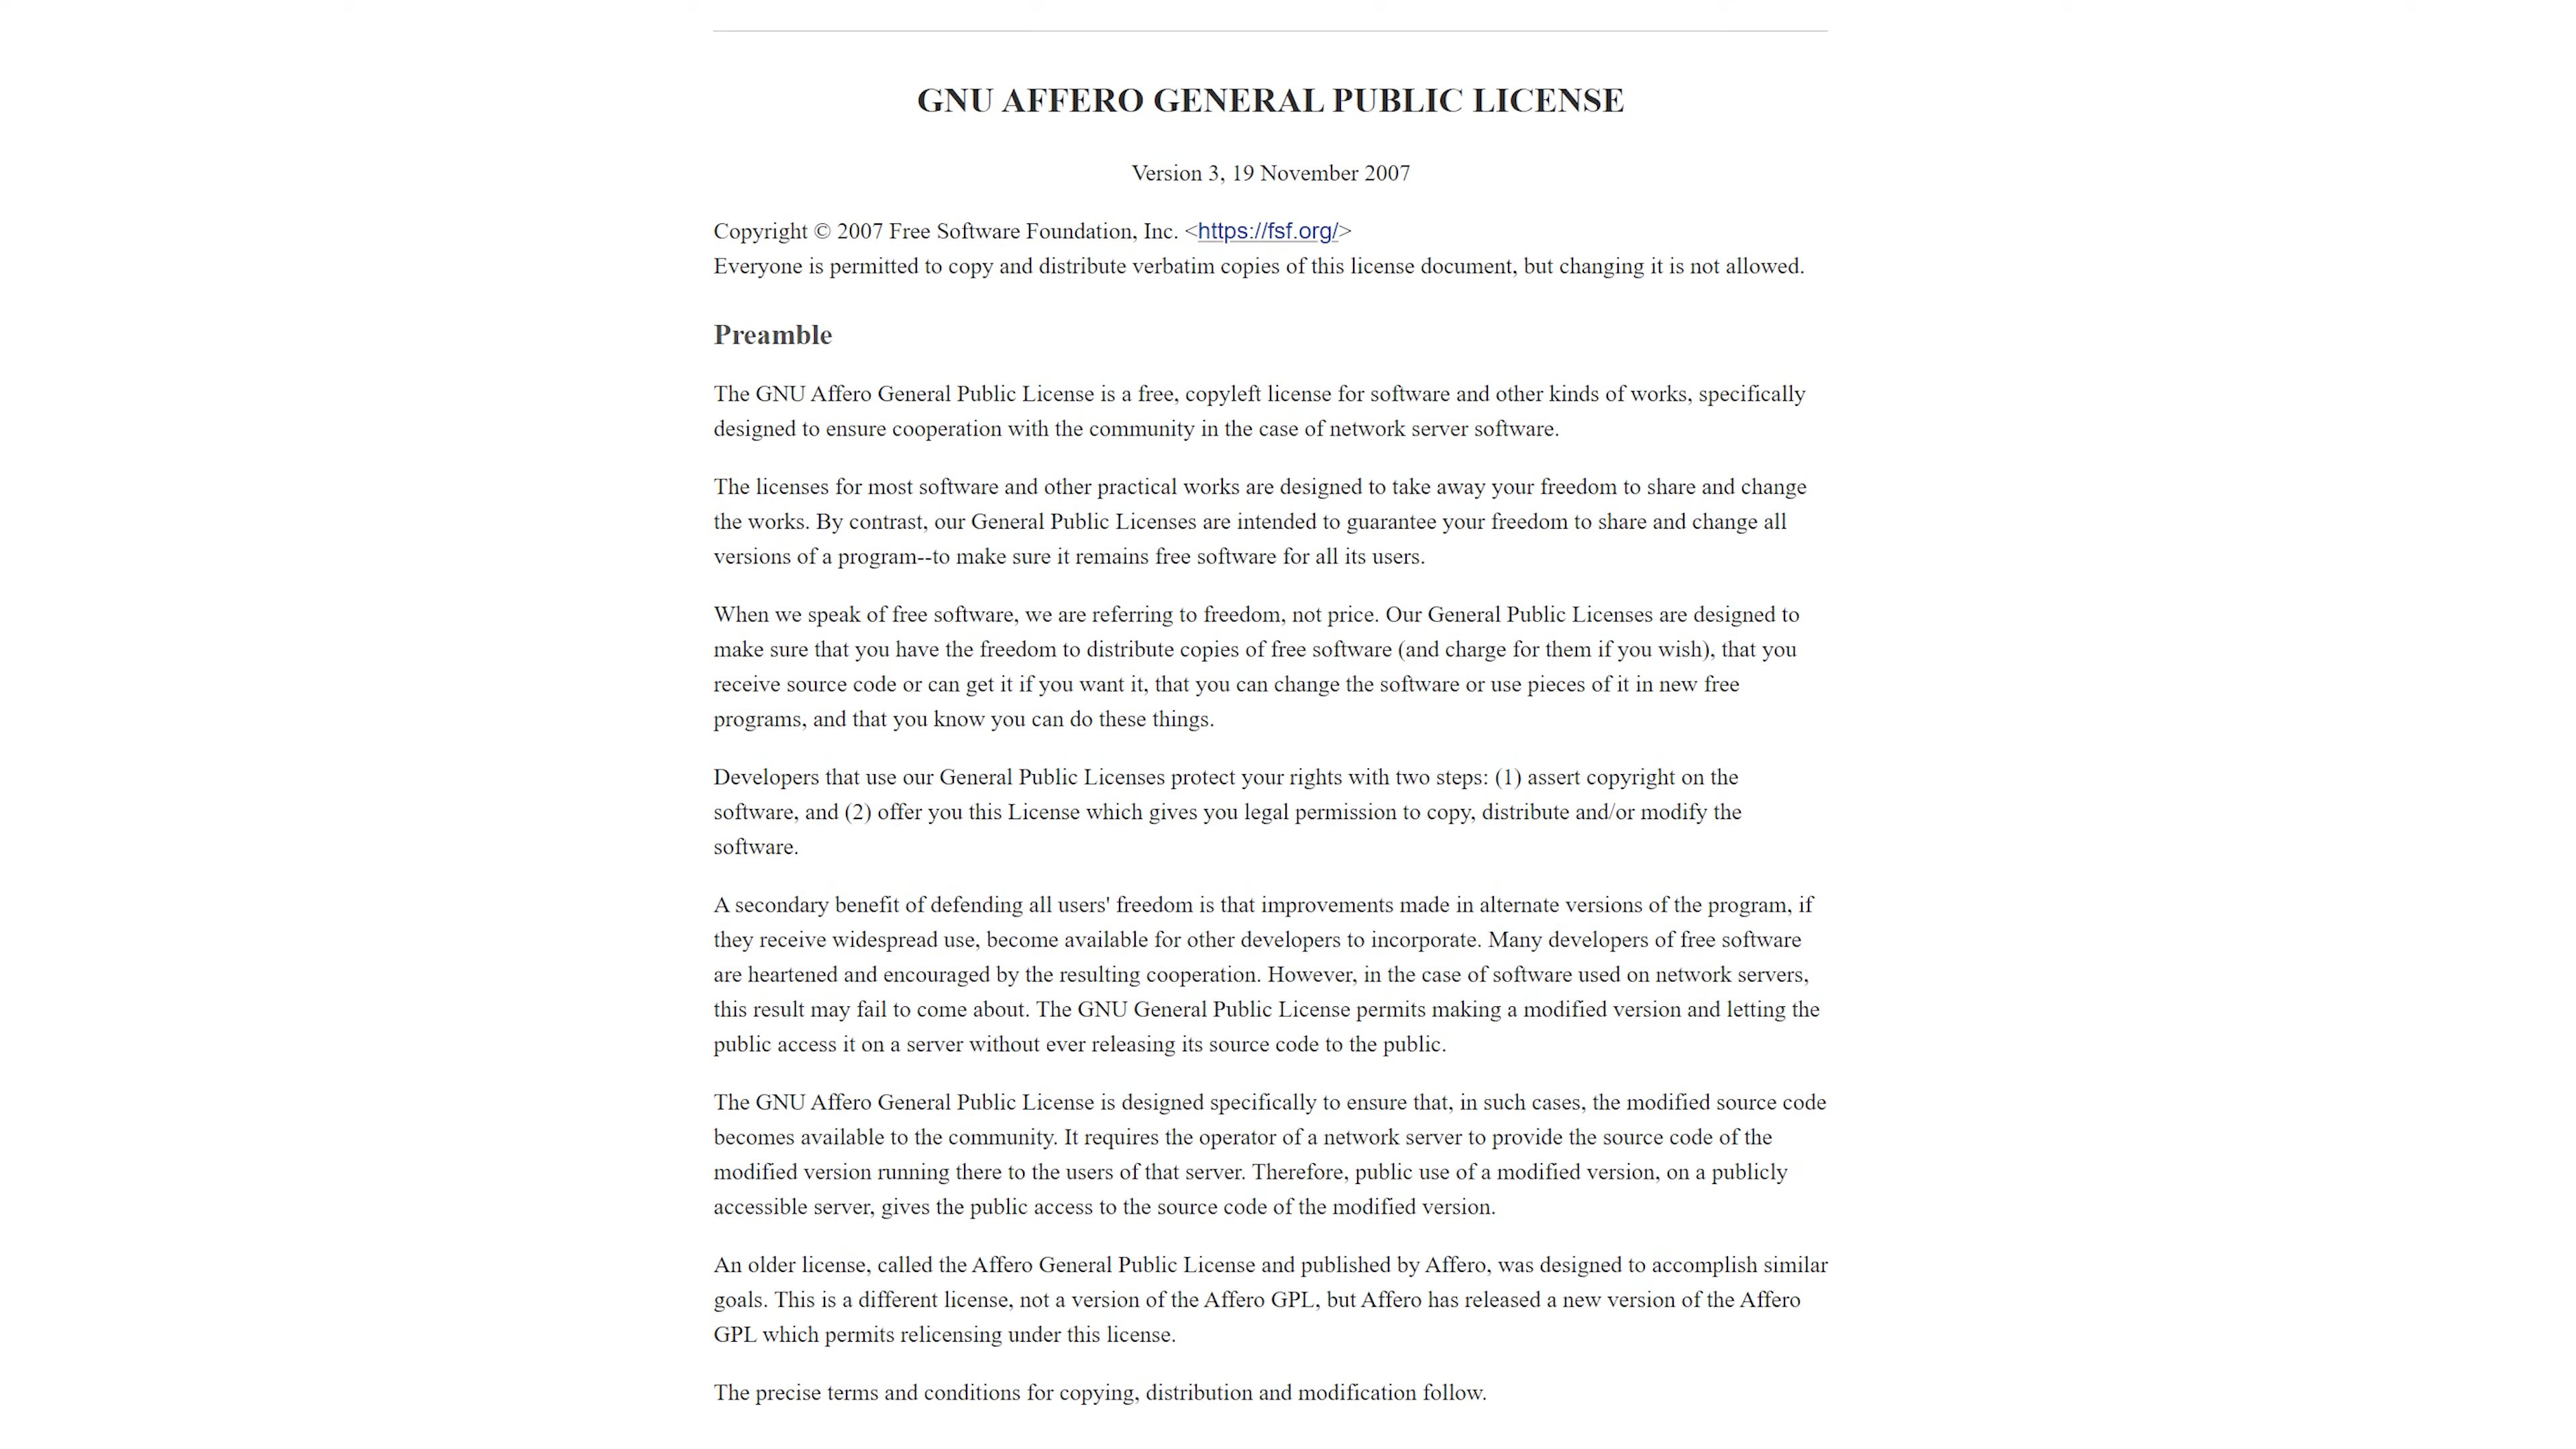 GNU AFFERO GENERAL PUBLIC LICENSE
Version 3, 19 November 2007
Copyright © 2007 Free Software Foundation, Inc. <https://fsf.org/>
Everyone is permitted to copy and distribute verbatim copies of this license document, but changing it is not allowed.
Preamble
The GNU Affero General Public License is a free, copyleft license for software and other kinds of works, specifically
designed to ensure cooperation with the community in the case of network server software.
The licenses for most software and other practical works are designed to take away your freedom to share and change
the works. By contrast, our General Public Licenses are intended to guarantee your freedom to share and change all
versions of a program--to make sure it remains free software for all its users.
When we speak of free software, we are referring to freedom, not price. Our General Public Licenses are designed to
make sure that you have the freedom to distribute copies of free software (and charge for them if you wish), that you
receive source code or can get it if you want it, that you can change the software or use pieces of it in new free
programs, and that you know you can do these things.
Developers that use our General Public Licenses protect your rights with two steps: (1) assert copyright on the
software, and (2) offer you this License which gives you legal permission to copy, distribute and/or modify the
software.
A secondary benefit of defending all users' freedom is that improvements made in alternate versions of the program, if
they receive widespread use, become available for other developers to incorporate. Many developers of free software
are heartened and encouraged by the resulting cooperation. However, in the case of software used on network servers,
this result may fail to come about. The GNU General Public License permits making a modified version and letting the
public access it on a server without ever releasing its source code to the public.
The GNU Affero General Public License is designed specifically to ensure that, in such cases, the modified source code
becomes available to the community. It requires the operator of a network server to provide the source code of the
modified version running there to the users of that server. Therefore, public use of a modified version, on a publicly
accessible server, gives the public access to the source code of the modified version.
An older license, called the Affero General Public License and published by Affero, was designed to accomplish similar
goals. This is a different license, not a version of the Affero GPL, but Affero has released a new version of the Affero
GPL which permits relicensing under this license.
The precise terms and conditions for copying, distribution and modification follow.